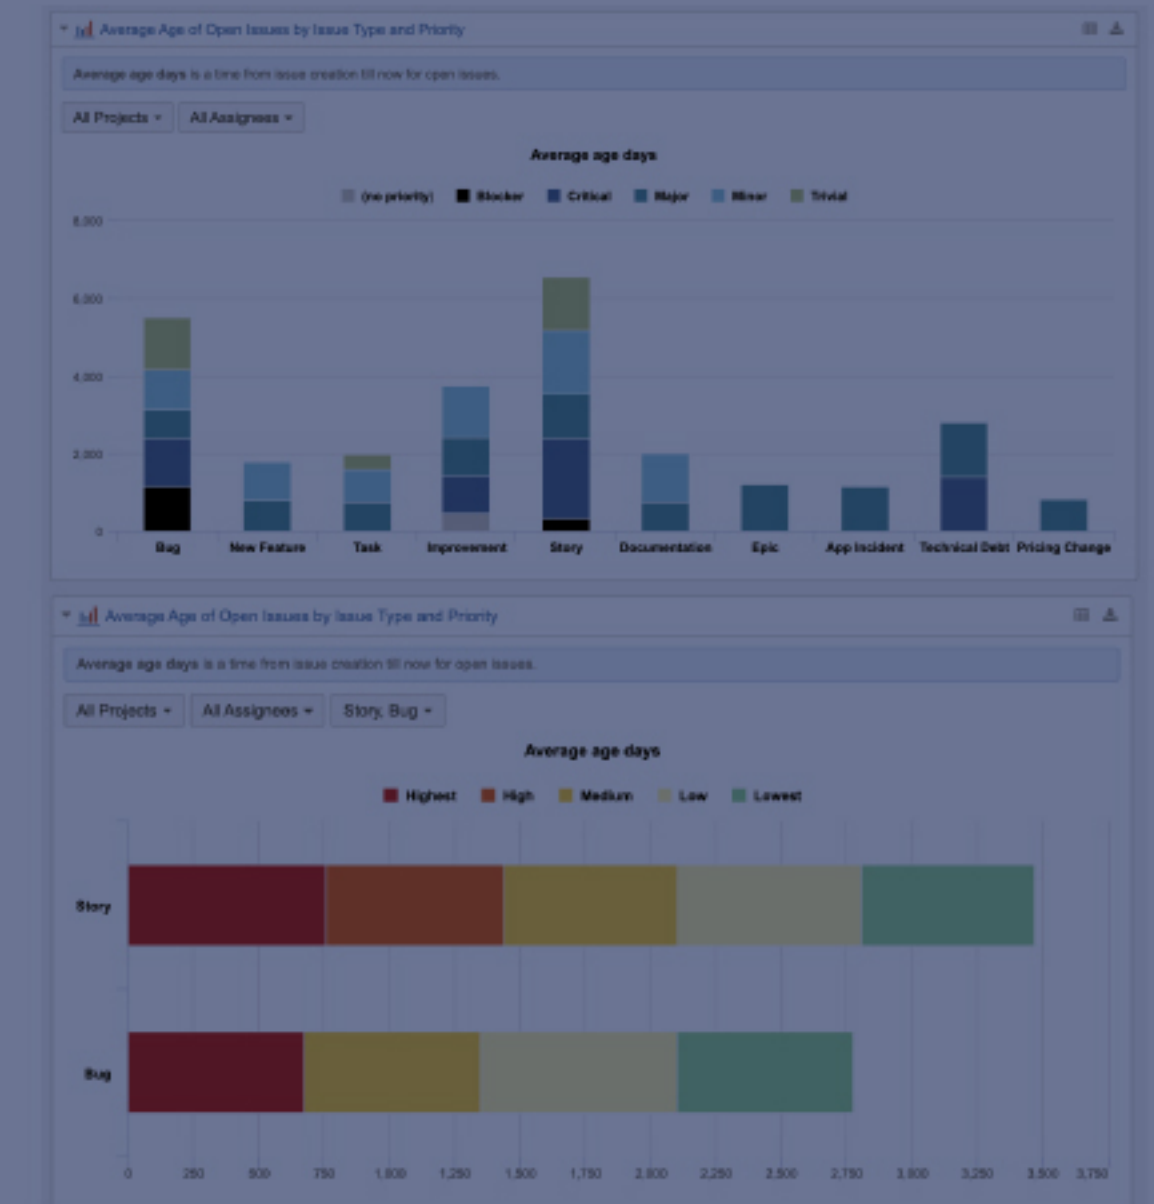 Average Age of Open Issues by Issue Type and Priority
Average age days is a time from issue creation till now for open issues.
All Projects All Assignees
Average age days
(no priority) Blocker Critical Major Minor Trivial
8,000
6,000
4,000
2,000
0
Bug New Feature Task Improvement Story Documentation Epic App Incident Technical Debt Pricing Change
Average Age of Open Issues by Issue Type and Priority
Average age days is a time from issue creation till now for open issues.
All Projects All Assignees Story, Bug
Average age days
Highest High Medium Low Lowest
Story
Bug
0 250 500 750 1,000 1,250 1,500 1,750 2,000 2,250 2,500 2,750 3,000 3,250 3,500 3,750